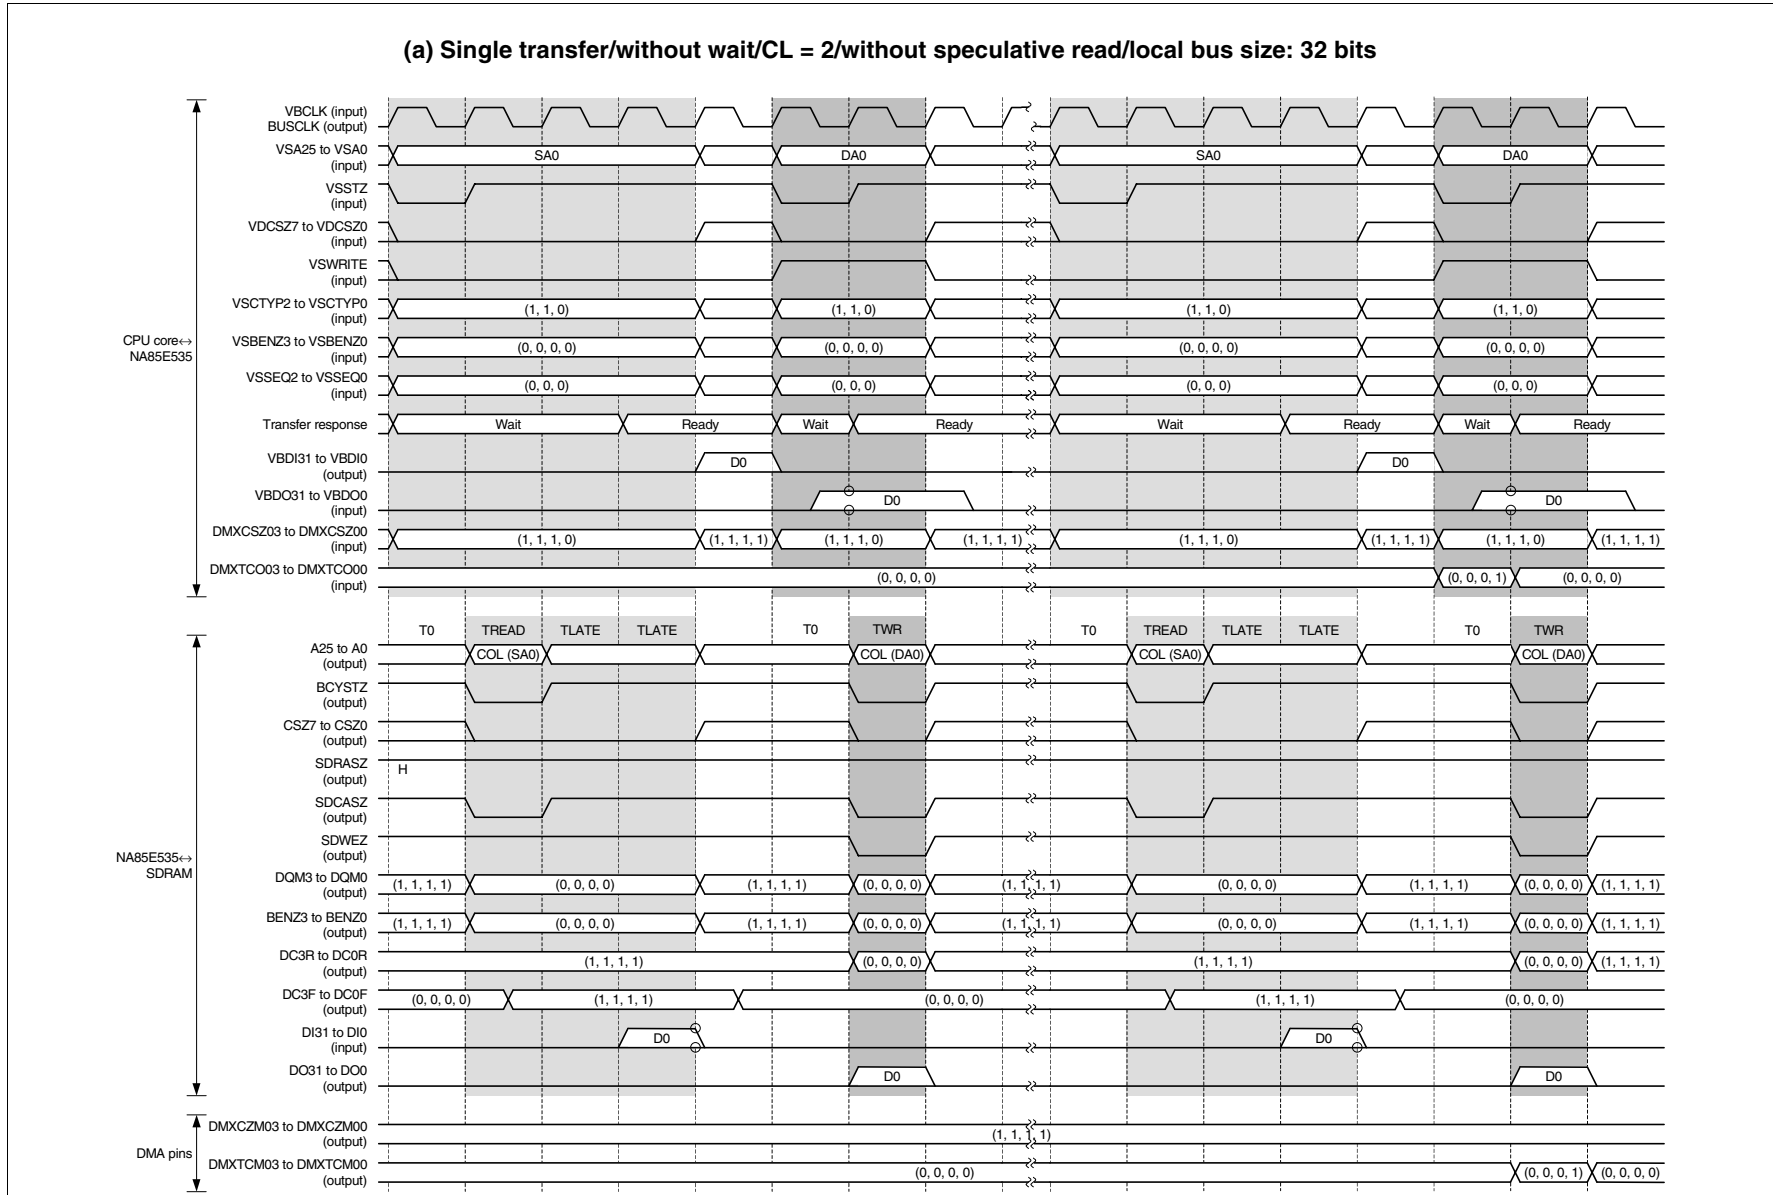 (a) Single transfer/without wait/CL = 2/without speculative read/local bus size: 32 bits
VBCLK (input)
BUSCLK (output)
VSA25 to VSA0
(input)
SA0 DA0 SA0 DA0
VSSTZ
(input)
VDCSZ7 to VDCSZ0
(input)
VSWRITE
(input)
VSCTYP2 to VSCTYP0
(input)
(1, 1, 0) (1, 1, 0) (1, 1, 0) (1, 1, 0)
CPU core↔
NA85E535
VSBENZ3 to VSBENZ0
(input)
(0, 0, 0, 0) (0, 0, 0, 0) (0, 0, 0, 0) (0, 0, 0, 0)
VSSEQ2 to VSSEQ0
(input)
(0, 0, 0) (0, 0, 0) (0, 0, 0) (0, 0, 0)
Transfer response Wait Ready Wait Ready Wait Ready Wait Ready
VBDI31 to VBDI0
(output)
D0 D0
VBDO31 to VBDO0
(input)
D0 D0
DMXCSZ03 to DMXCSZ00
(input)
(1, 1, 1, 0) (1, 1, 1, 1) (1, 1, 1, 0) (1, 1, 1, 1) (1, 1, 1, 0) (1, 1, 1, 1) (1, 1, 1, 0) (1, 1, 1, 1)
DMXTCO03 to DMXTCO00
(input)
(0, 0, 0, 0) (0, 0, 0, 1) (0, 0, 0, 0)
T0 TREAD TLATE TLATE T0 TWR T0 TREAD TLATE TLATE T0 TWR
A25 to A0
(output)
COL (SA0) COL (DA0) COL (SA0) COL (DA0)
BCYSTZ
(output)
CSZ7 to CSZ0
(output)
SDRASZ
(output)
H
SDCASZ
(output)
SDWEZ
(output)
NA85E535↔
SDRAM
DQM3 to DQM0
(output)
(1, 1, 1, 1) (0, 0, 0, 0) (1, 1, 1, 1) (0, 0, 0, 0) (1, 1, 1, 1) (0, 0, 0, 0) (1, 1, 1, 1) (0, 0, 0, 0) (1, 1, 1, 1)
BENZ3 to BENZ0
(output)
(1, 1, 1, 1) (0, 0, 0, 0) (1, 1, 1, 1) (0, 0, 0, 0) (1, 1, 1, 1) (0, 0, 0, 0) (1, 1, 1, 1) (0, 0, 0, 0) (1, 1, 1, 1)
DC3R to DC0R
(output)
(1, 1, 1, 1) (0, 0, 0, 0) (1, 1, 1, 1) (0, 0, 0, 0) (1, 1, 1, 1)
DC3F to DC0F
(output)
(0, 0, 0, 0) (1, 1, 1, 1) (0, 0, 0, 0) (1, 1, 1, 1) (0, 0, 0, 0)
DI31 to DI0
(input)
D0 D0
DO31 to DO0
(output)
D0 D0
DMA pins
DMXCZM03 to DMXCZM00
(output)
(1, 1, 1, 1)
DMXTCM03 to DMXTCM00
(output)
(0, 0, 0, 0) (0, 0, 0, 1) (0, 0, 0, 0)